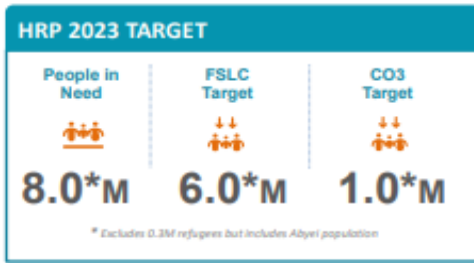 HRP 2023 TARGET
People in Need
FSLC Target
CO3 Target
8.0*M
6.0*M
1.0*M
* Excludes 0.3M refugees but includes Abyei population